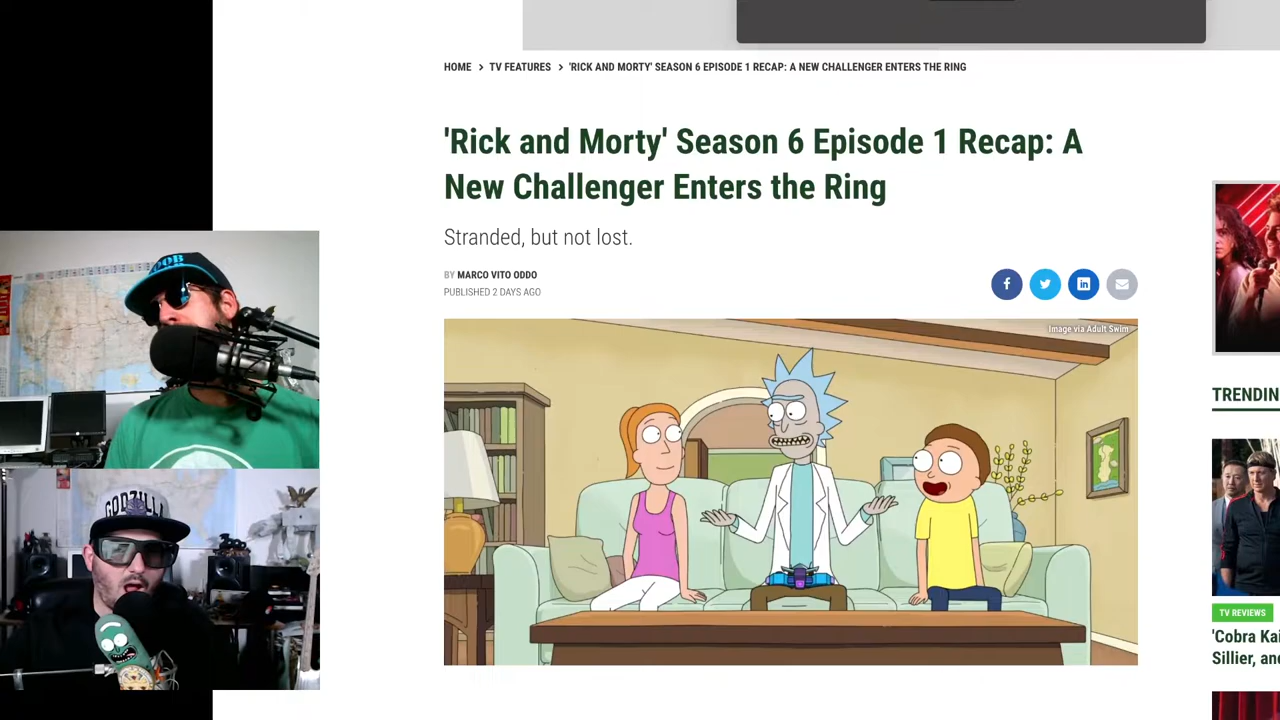 HOME > TV FEATURES > 'RICK AND MORTY' SEASON 6 EPISODE 1 RECAP: A NEW CHALLENGER ENTERS THE RING
'Rick and Morty' Season 6 Episode 1 Recap: A
New Challenger Enters the Ring
Stranded, but not lost.
BY MARCO VITO ODDO
PUBLISHED 2 DAYS AGO
Image via Adult Swim
TRENDIN
TV REVIEWS
'Cobra Kai
Sillier, and
GODZILLA